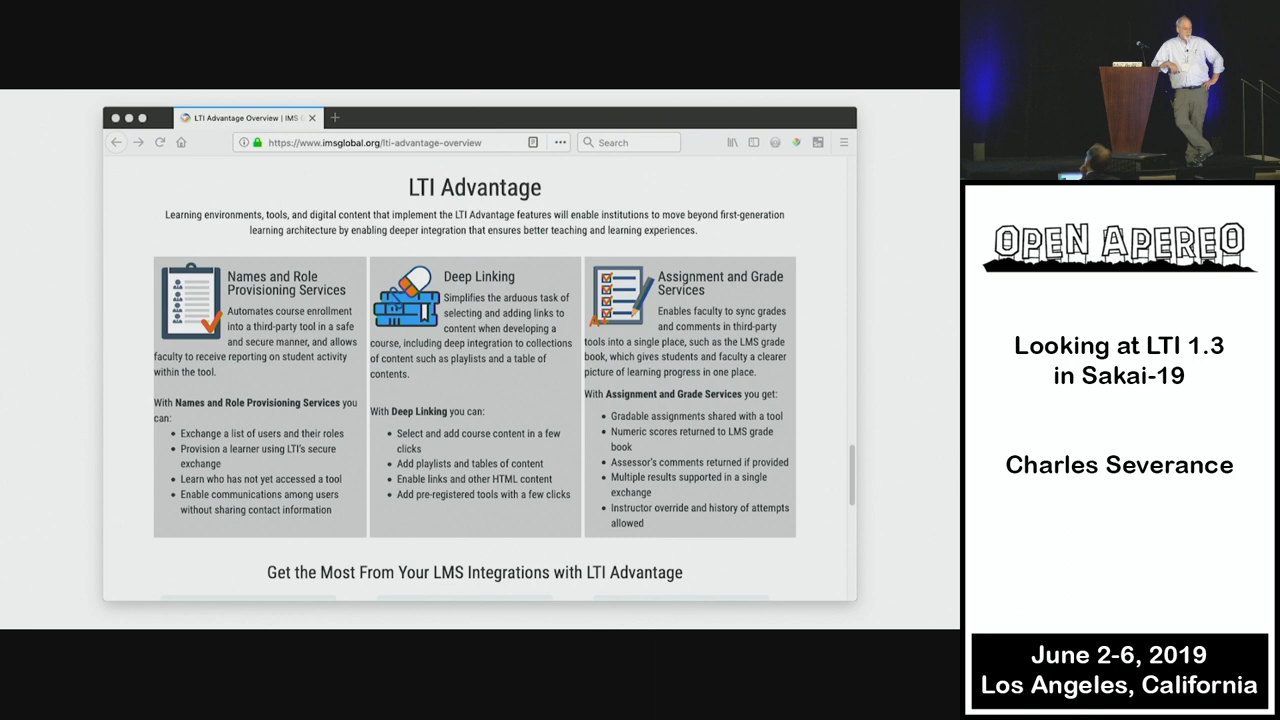 LTI Advantage Overview | IMS
https://www.imsglobal.org/lti-advantage-overview
Search
LTI Advantage
Learning environments, tools, and digital content that implement the LTI Advantage features will enable institutions to move beyond first-generation
learning architecture by enabling deeper integration that ensures better teaching and learning experiences.
Names and Role
Provisioning Services
Automates course enrollment
into a third-party tool in a safe
and secure manner, and allows
faculty to receive reporting on student activity
within the tool.
With Names and Role Provisioning Services you
can:
• Exchange a list of users and their roles
• Provision a learner using LTI's secure
exchange
• Learn who has not yet accessed a tool
• Enable communications among users
without sharing contact information
Deep Linking
Simplifies the arduous task of
selecting and adding links to
content when developing a
course, including deep integration to collections
of content such as playlists and a table of
contents.
With Deep Linking you can:
• Select and add course content in a few
clicks
• Add playlists and tables of content
• Enable links and other HTML content
• Add pre-registered tools with a few clicks
Assignment and Grade
Services
Enables faculty to sync grades
and comments in third-party
tools into a single place, such as the LMS grade
book, which gives students and faculty a clearer
picture of learning progress in one place.
With Assignment and Grade Services you get:
• Gradable assignments shared with a tool
• Numeric scores returned to LMS grade
book
• Assessor's comments returned if provided
• Multiple results supported in a single
exchange
• Instructor override and history of attempts
allowed
Get the Most From Your LMS Integrations with LTI Advantage
OPEN APEREO
Looking at LTI 1.3
in Sakai-19
Charles Severance
June 2-6, 2019
Los Angeles, California